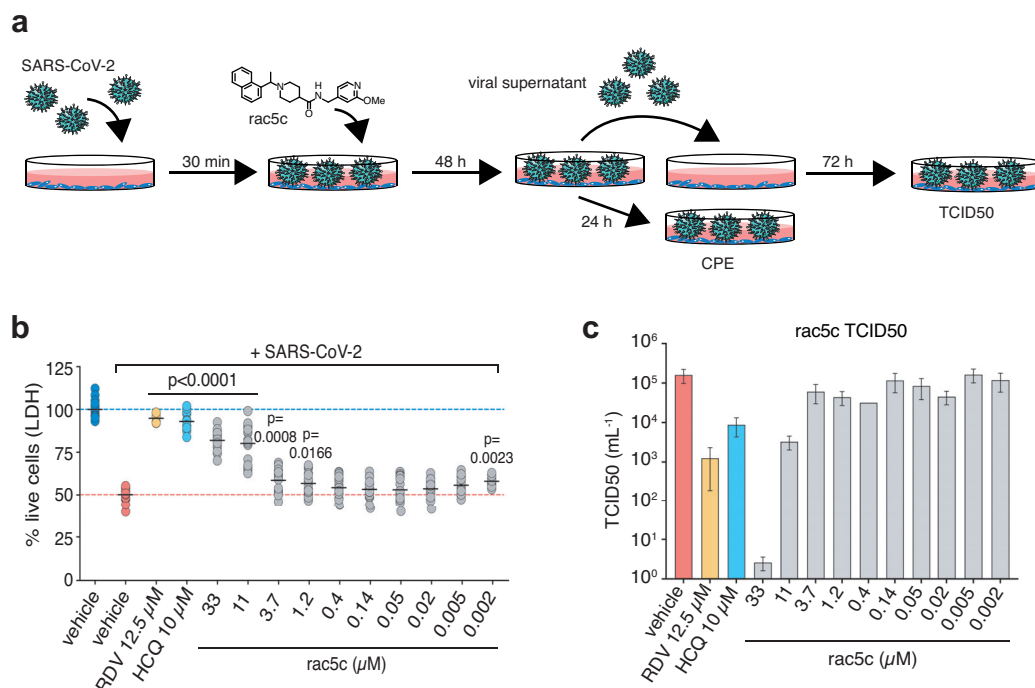 a
SARS-CoV-2
N
H
N
O
N
OMe
rac5c
viral supernatant
30 min
48 h
72 h
24 h
CPE
TCID50
b
+ SARS-CoV-2
p<0.0001
p=
0.0008
p=
0.0166
p=
0.0023
% live cells (LDH)
125
100
75
50
25
0
vehicle
vehicle
RDV 12.5 µM
HCQ 10 µM
33
11
3.7
1.2
0.4
0.14
0.05
0.02
0.005
0.002
rac5c (µM)
c
rac5c TCID50
TCID50 (mL⁻¹)
10⁶
10⁵
10⁴
10³
10²
10¹
10⁰
vehicle
RDV 12.5 µM
HCQ 10 µM
33
11
3.7
1.2
0.4
0.14
0.05
0.02
0.005
0.002
rac5c (µM)